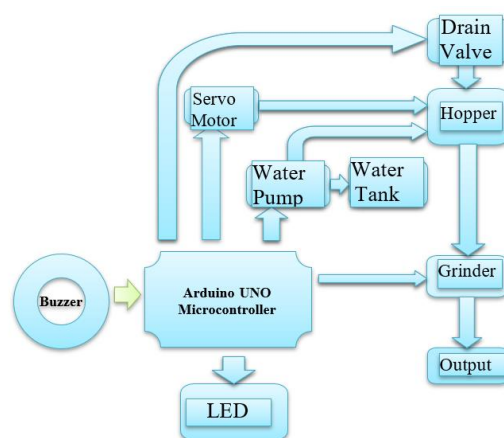 Drain
Valve
Servo
Motor
Hopper
Water
Pump
Water
Tank
Grinder
Buzzer
Arduino UNO
Microcontroller
Output
LED